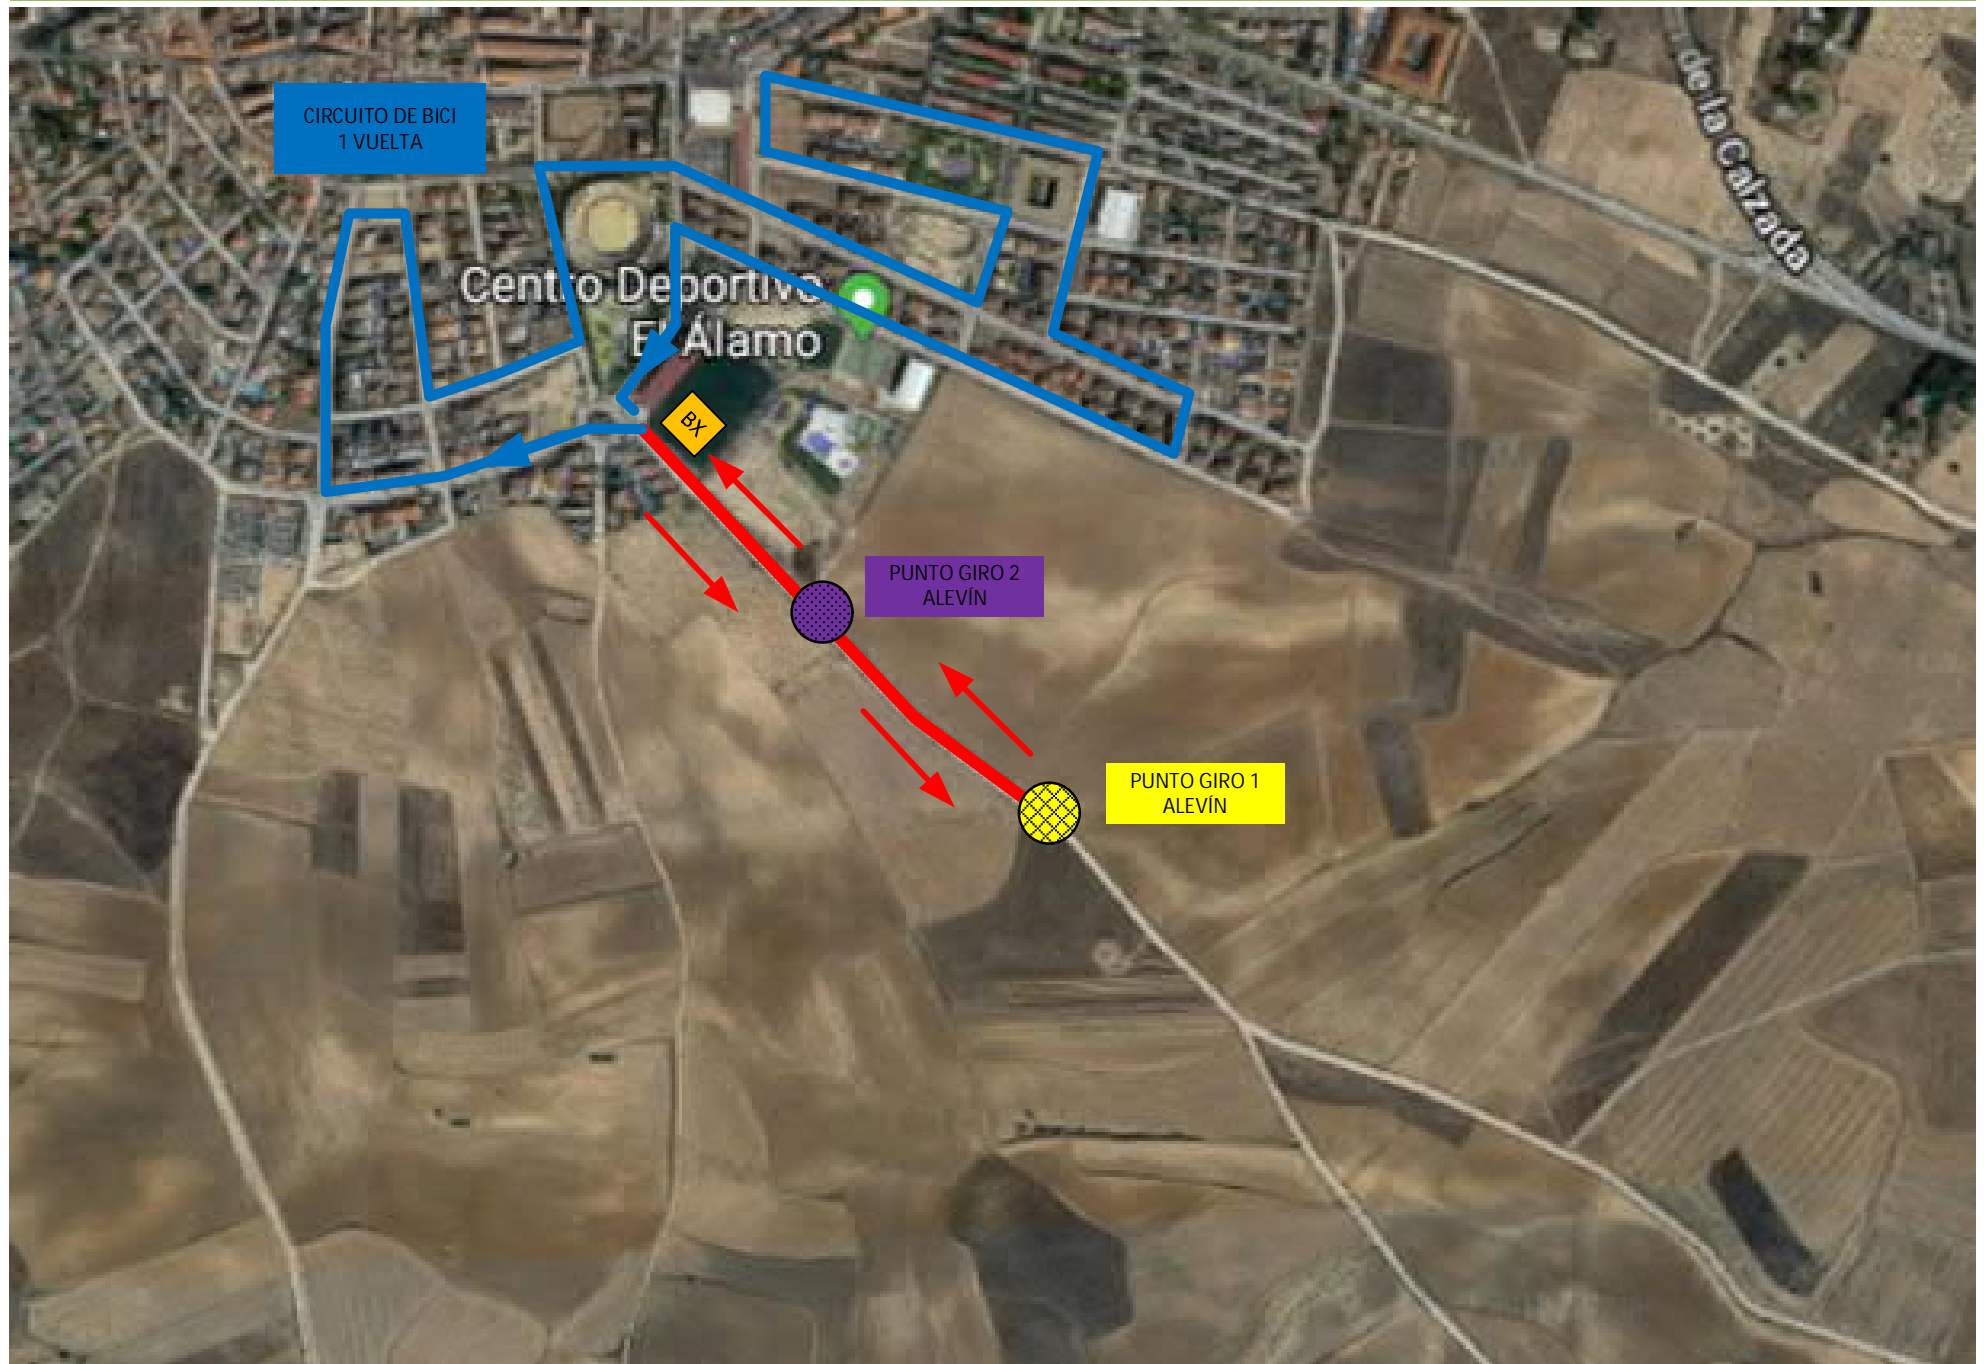 CIRCUITO DE BICI
1 VUELTA
de la Calzada
Centro Deportivo
El Álamo
BX
PUNTO GIRO 2
ALEVÍN
PUNTO GIRO 1
ALEVÍN